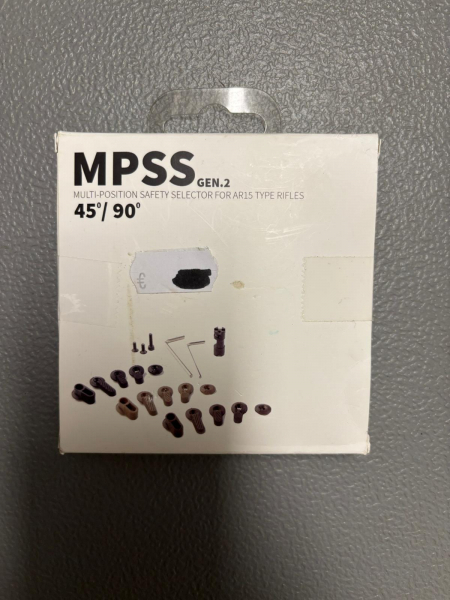 MPSS GEN.2
MULTI-POSITION SAFETY SELECTOR FOR AR15 TYPE RIFLES
45°/ 90°